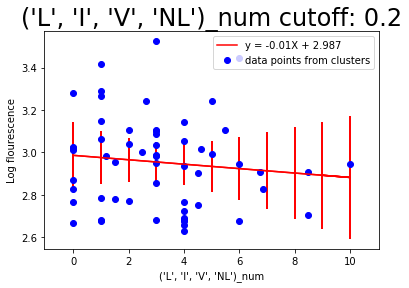 ('L', 'I', 'V', 'NL')_num cutoff: 0.2
y = -0.01X + 2.987
data points from clusters
Log flourescence
3.4
3.2
3.0
2.8
2.6
0 2 4 6 8 10
('L', 'I', 'V', 'NL')_num